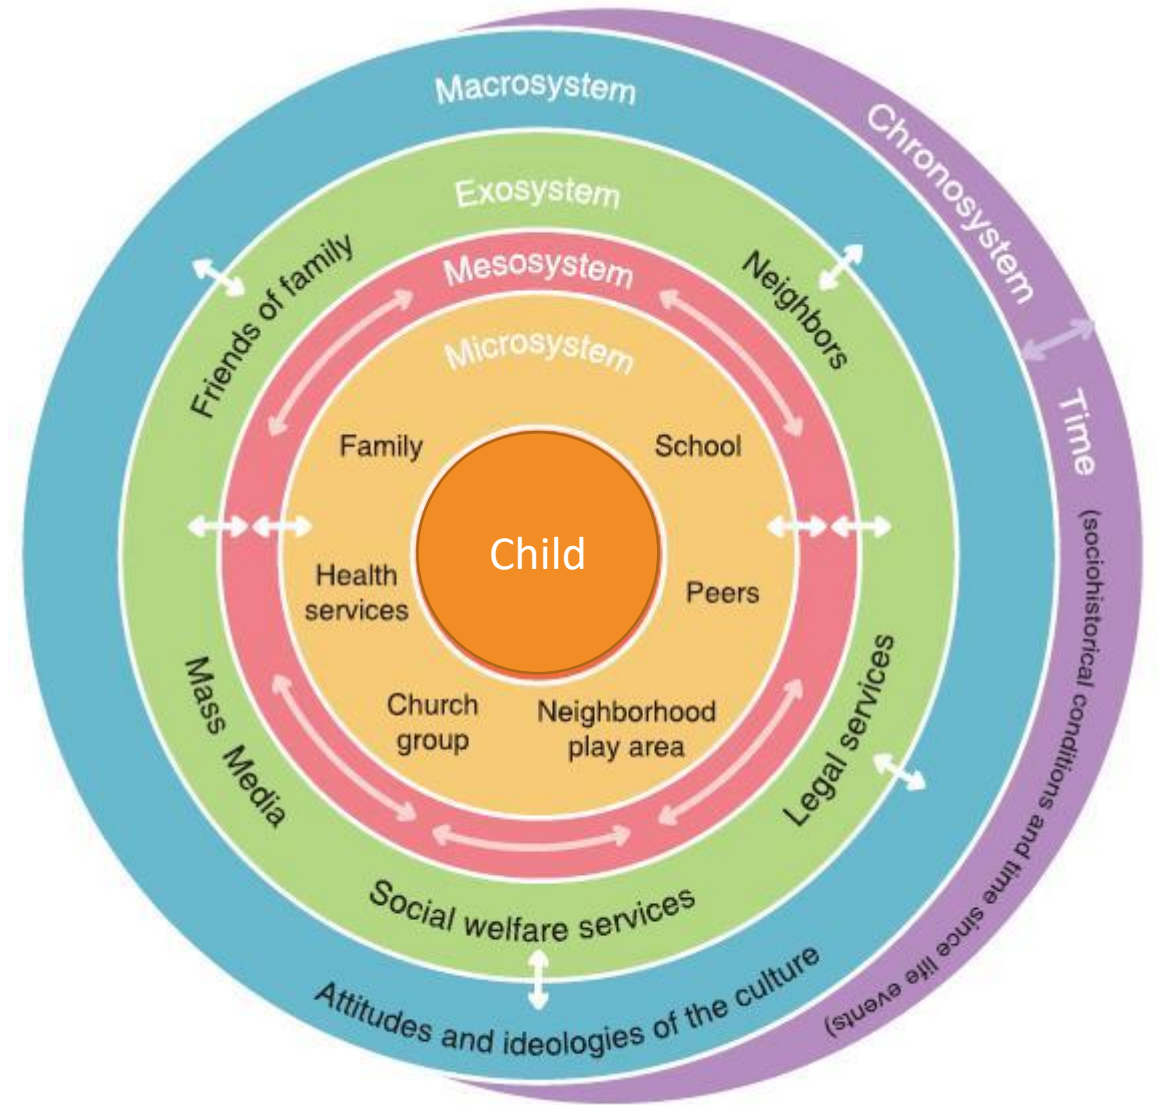 Macrosystem
Chronosystem
Exosystem
Friends of family
Mesosystem
Neighbors
Microsystem
Time
Family
School
(sociohistorical conditions and time since life events)
Child
Health
services
Peers
Church
group
Neighborhood
play area
Mass Media
Legal services
Social welfare services
Attitudes and ideologies of the culture